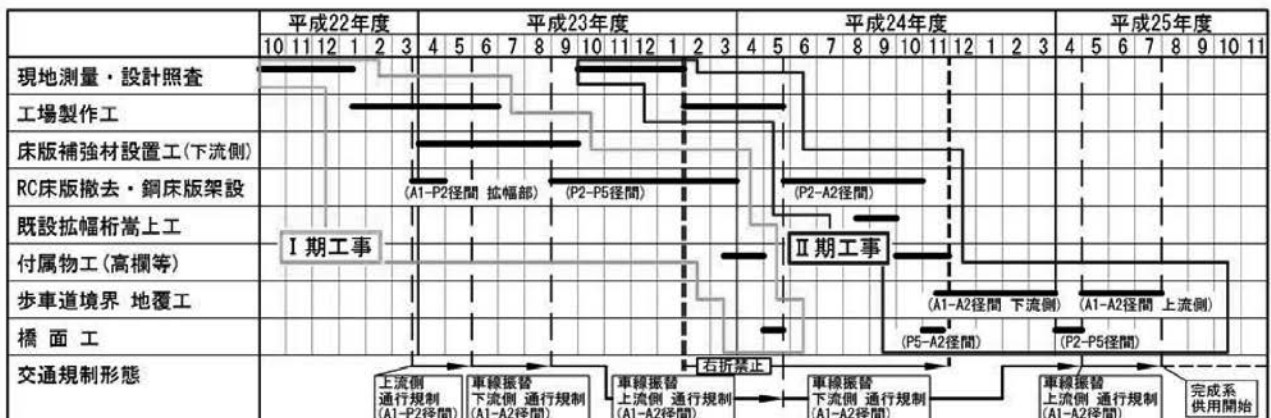 平成22年度 平成23年度 平成24年度 平成25年度
10 11 12 1 2 3 4 5 6 7 8 9 10 11 12 1 2 3 4 5 6 7 8 9 10 11 12 1 2 3 4 5 6 7 8 9 10 11
現地測量・設計照査
工場製作工
床版補強材設置工(下流側)
RC床版撤去・鋼床版架設
(A1-P2径間 拡幅部) (P2-P5径間) (P2-A2径間)
既設拡幅桁嵩上工
Ⅰ期工事 Ⅱ期工事
付属物工(高欄等)
歩車道境界 地覆工
(A1-A2径間 下流側) (A1-A2径間 上流側)
橋面工
(P5-A2径間) (P2-P5径間)
交通規制形態
右折禁止
上流側
通行規制
(A1-P2径間)
車線振替
下流側 通行規制
(A1-A2径間)
車線振替
上流側 通行規制
(A1-A2径間)
車線振替
下流側 通行規制
(A1-A2径間)
車線振替
上流側 通行規制
(A1-A2径間)
完成系
供用開始